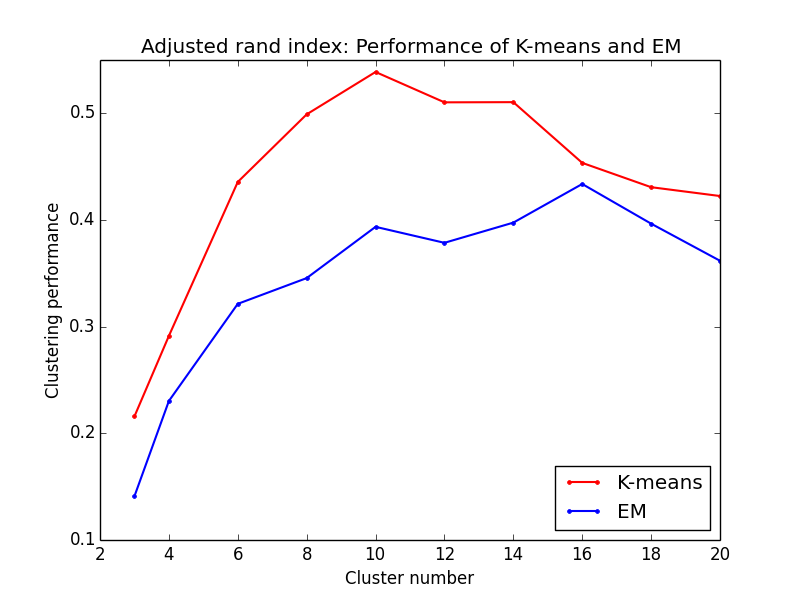 Adjusted rand index: Performance of K-means and EM
Clustering performance
0.5
0.4
0.3
0.2
0.1
K-means
EM
2 4 6 8 10 12 14 16 18 20
Cluster number